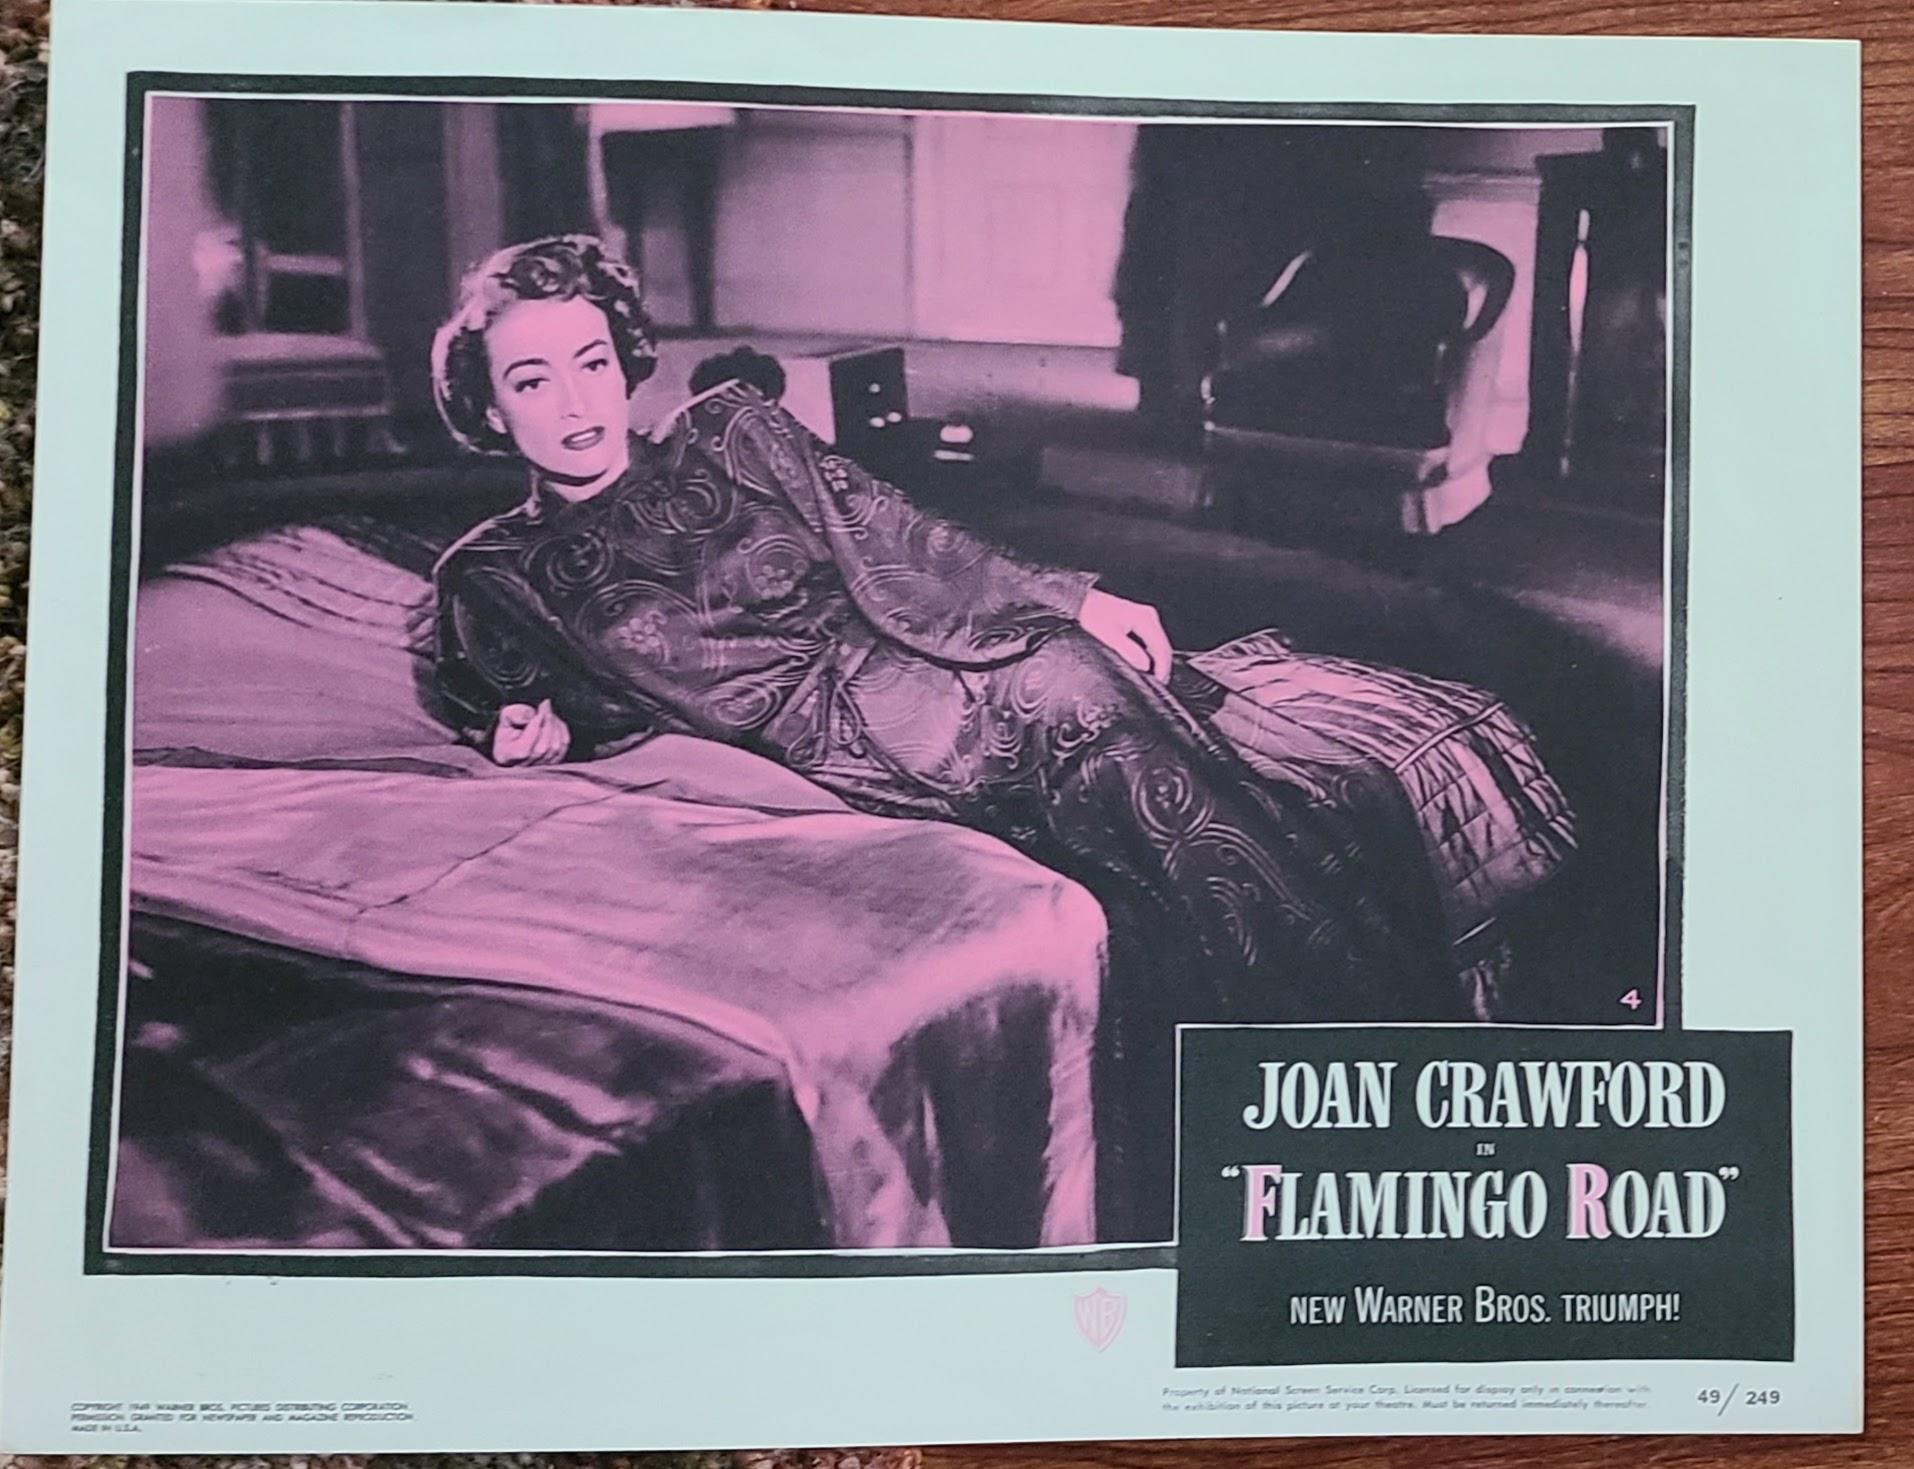 4
JOAN CRAWFORD
IN
"FLAMINGO ROAD"
NEW WARNER BROS. TRIUMPH!
WB
COPYRIGHT 1949 WARNER BROS. PICTURES DISTRIBUTING CORPORATION.
PERMISSION GRANTED FOR NEWSPAPER AND MAGAZINE REPRODUCTION.
MADE IN U.S.A.
Property of National Screen Service Corp. Licensed for display only in connection with
the exhibition of this picture at your theatre. Must be returned immediately thereafter.
49/249